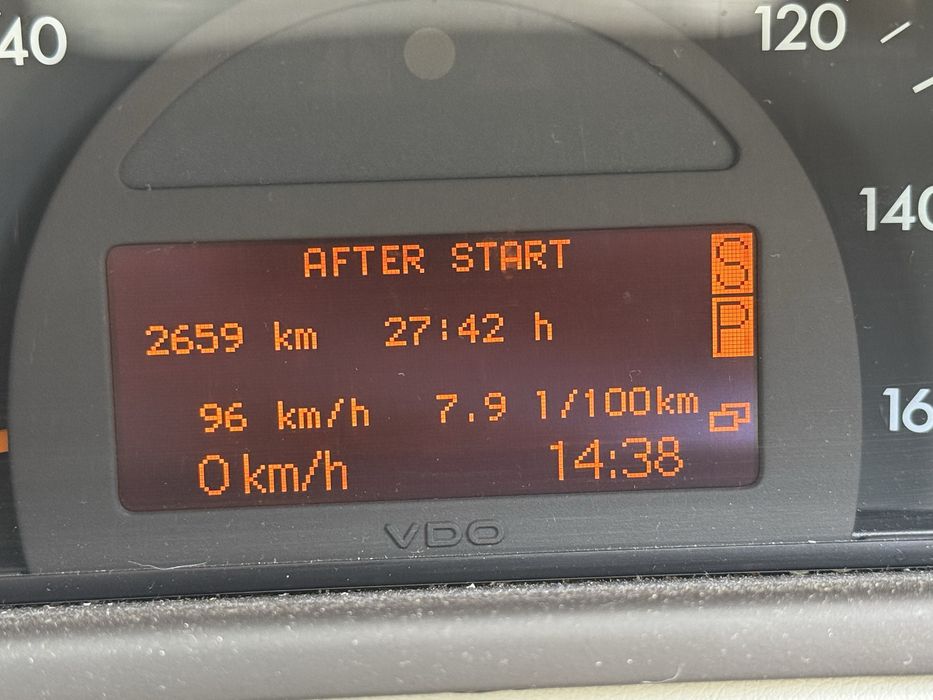 40
120
140
16
AFTER START
S
2659 km 27:42 h
P
96 km/h 7.9 l/100km
0 km/h 14:38
VDO